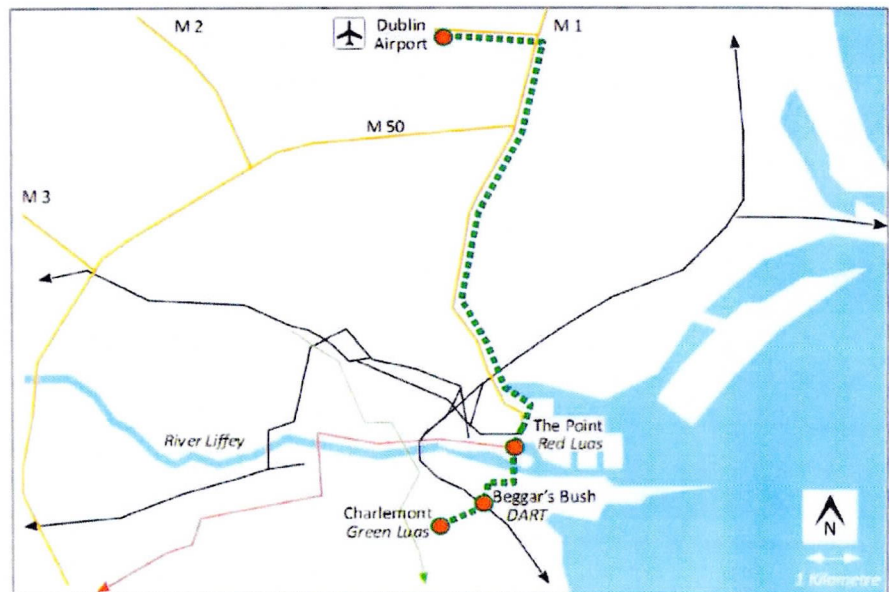 M 2
Dublin
Airport
M 1
M 50
M 3
The Point
Red Luas
River Liffey
Beggar's Bush
DART
Charlemont
Green Luas
N
1 Kilometre